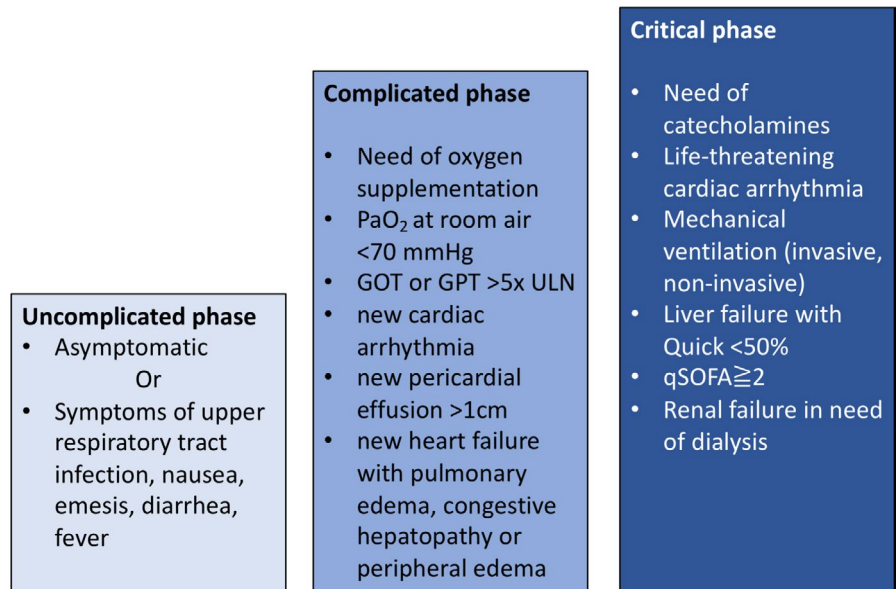 Uncomplicated phase
• Asymptomatic
Or
• Symptoms of upper
respiratory tract
infection, nausea,
emesis, diarrhea,
fever
Complicated phase
• Need of oxygen
supplementation
• PaO₂ at room air
<70 mmHg
• GOT or GPT >5x ULN
• new cardiac
arrhythmia
• new pericardial
effusion >1cm
• new heart failure
with pulmonary
edema, congestive
hepatopathy or
peripheral edema
Critical phase
• Need of
catecholamines
• Life-threatening
cardiac arrhythmia
• Mechanical
ventilation (invasive,
non-invasive)
• Liver failure with
Quick <50%
• qSOFA≧2
• Renal failure in need
of dialysis